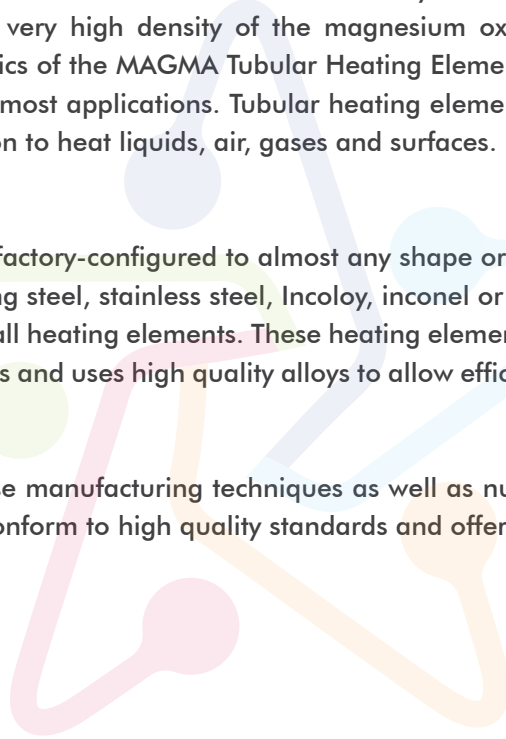 very high density of the magnesium ox
ics of the MAGMA Tubular Heating Eleme
most applications. Tubular heating eleme
on to heat liquids, air, gases and surfaces.
factory-configured to almost any shape or
ng steel, stainless steel, Incoloy, inconel or
all heating elements. These heating elemen
s and uses high quality alloys to allow effic
se manufacturing techniques as well as nu
onform to high quality standards and offer